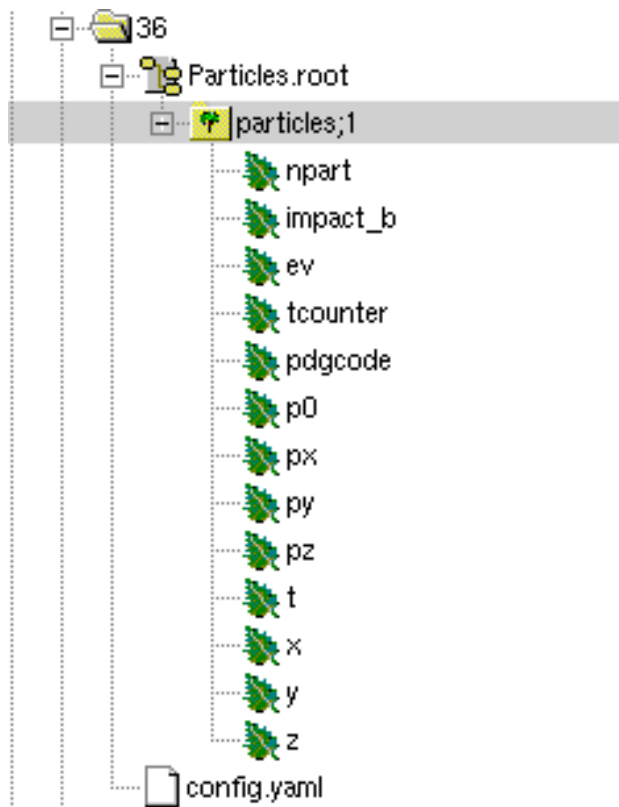 36
Particles.root
particles;1
npart
impact_b
ev
tcounter
pdgcode
p0
px
py
pz
t
x
y
z
config.yaml